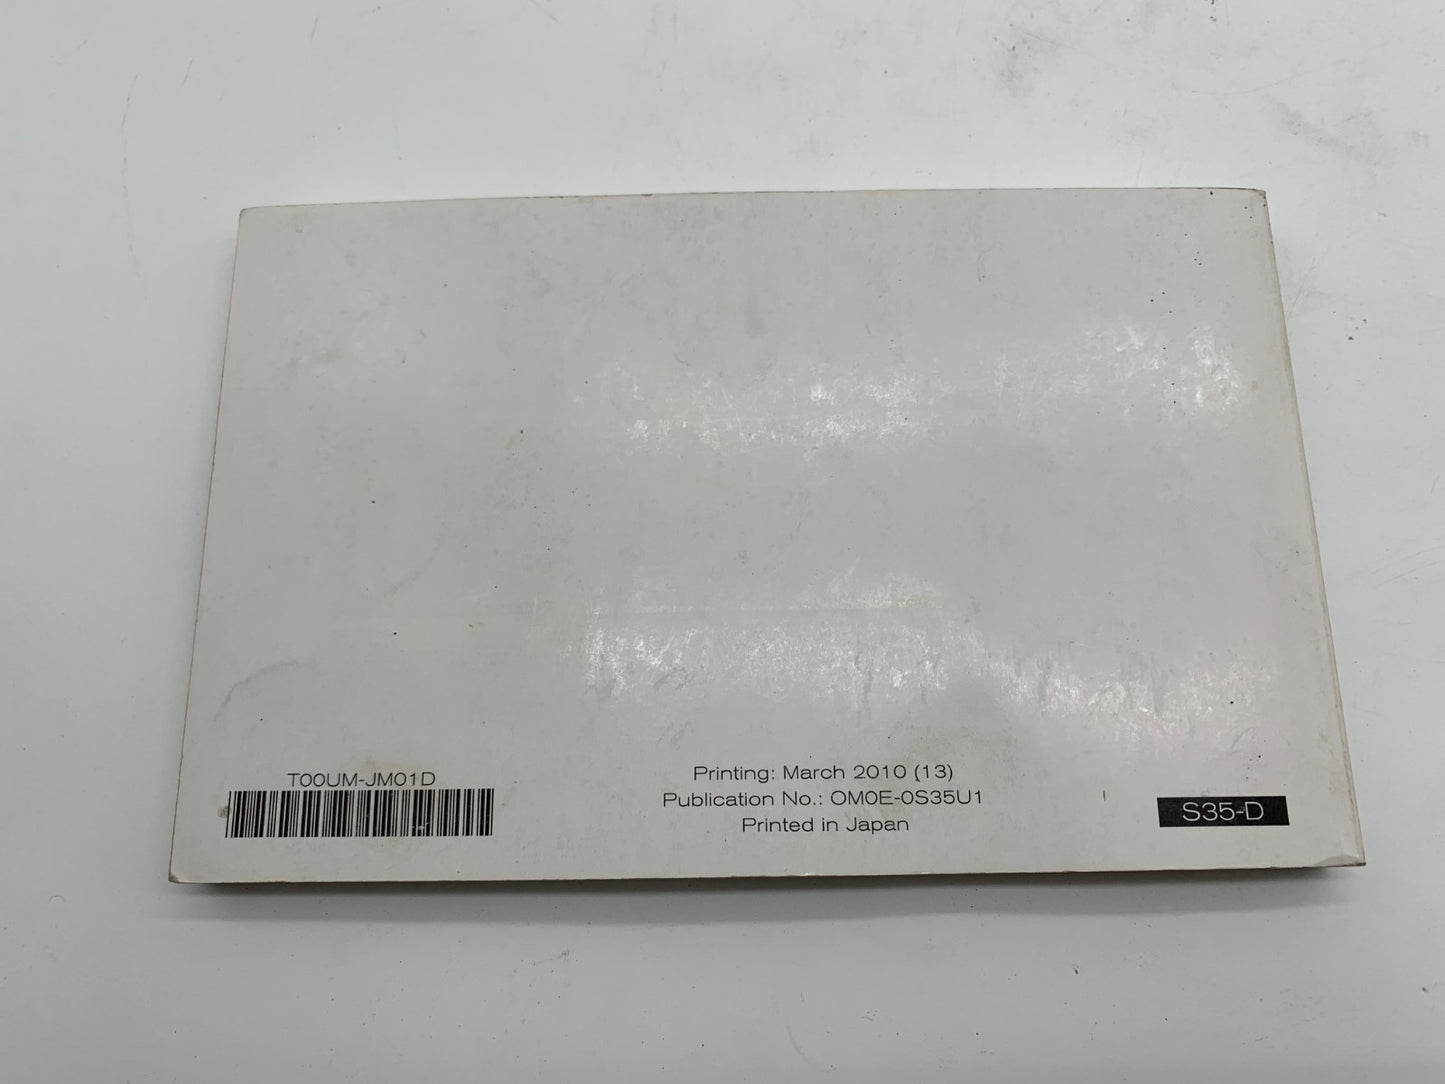 T00UM-JM01D
Printing: March 2010 (13)
Publication No.: OM0E-0S35U1
Printed in Japan
S35-D